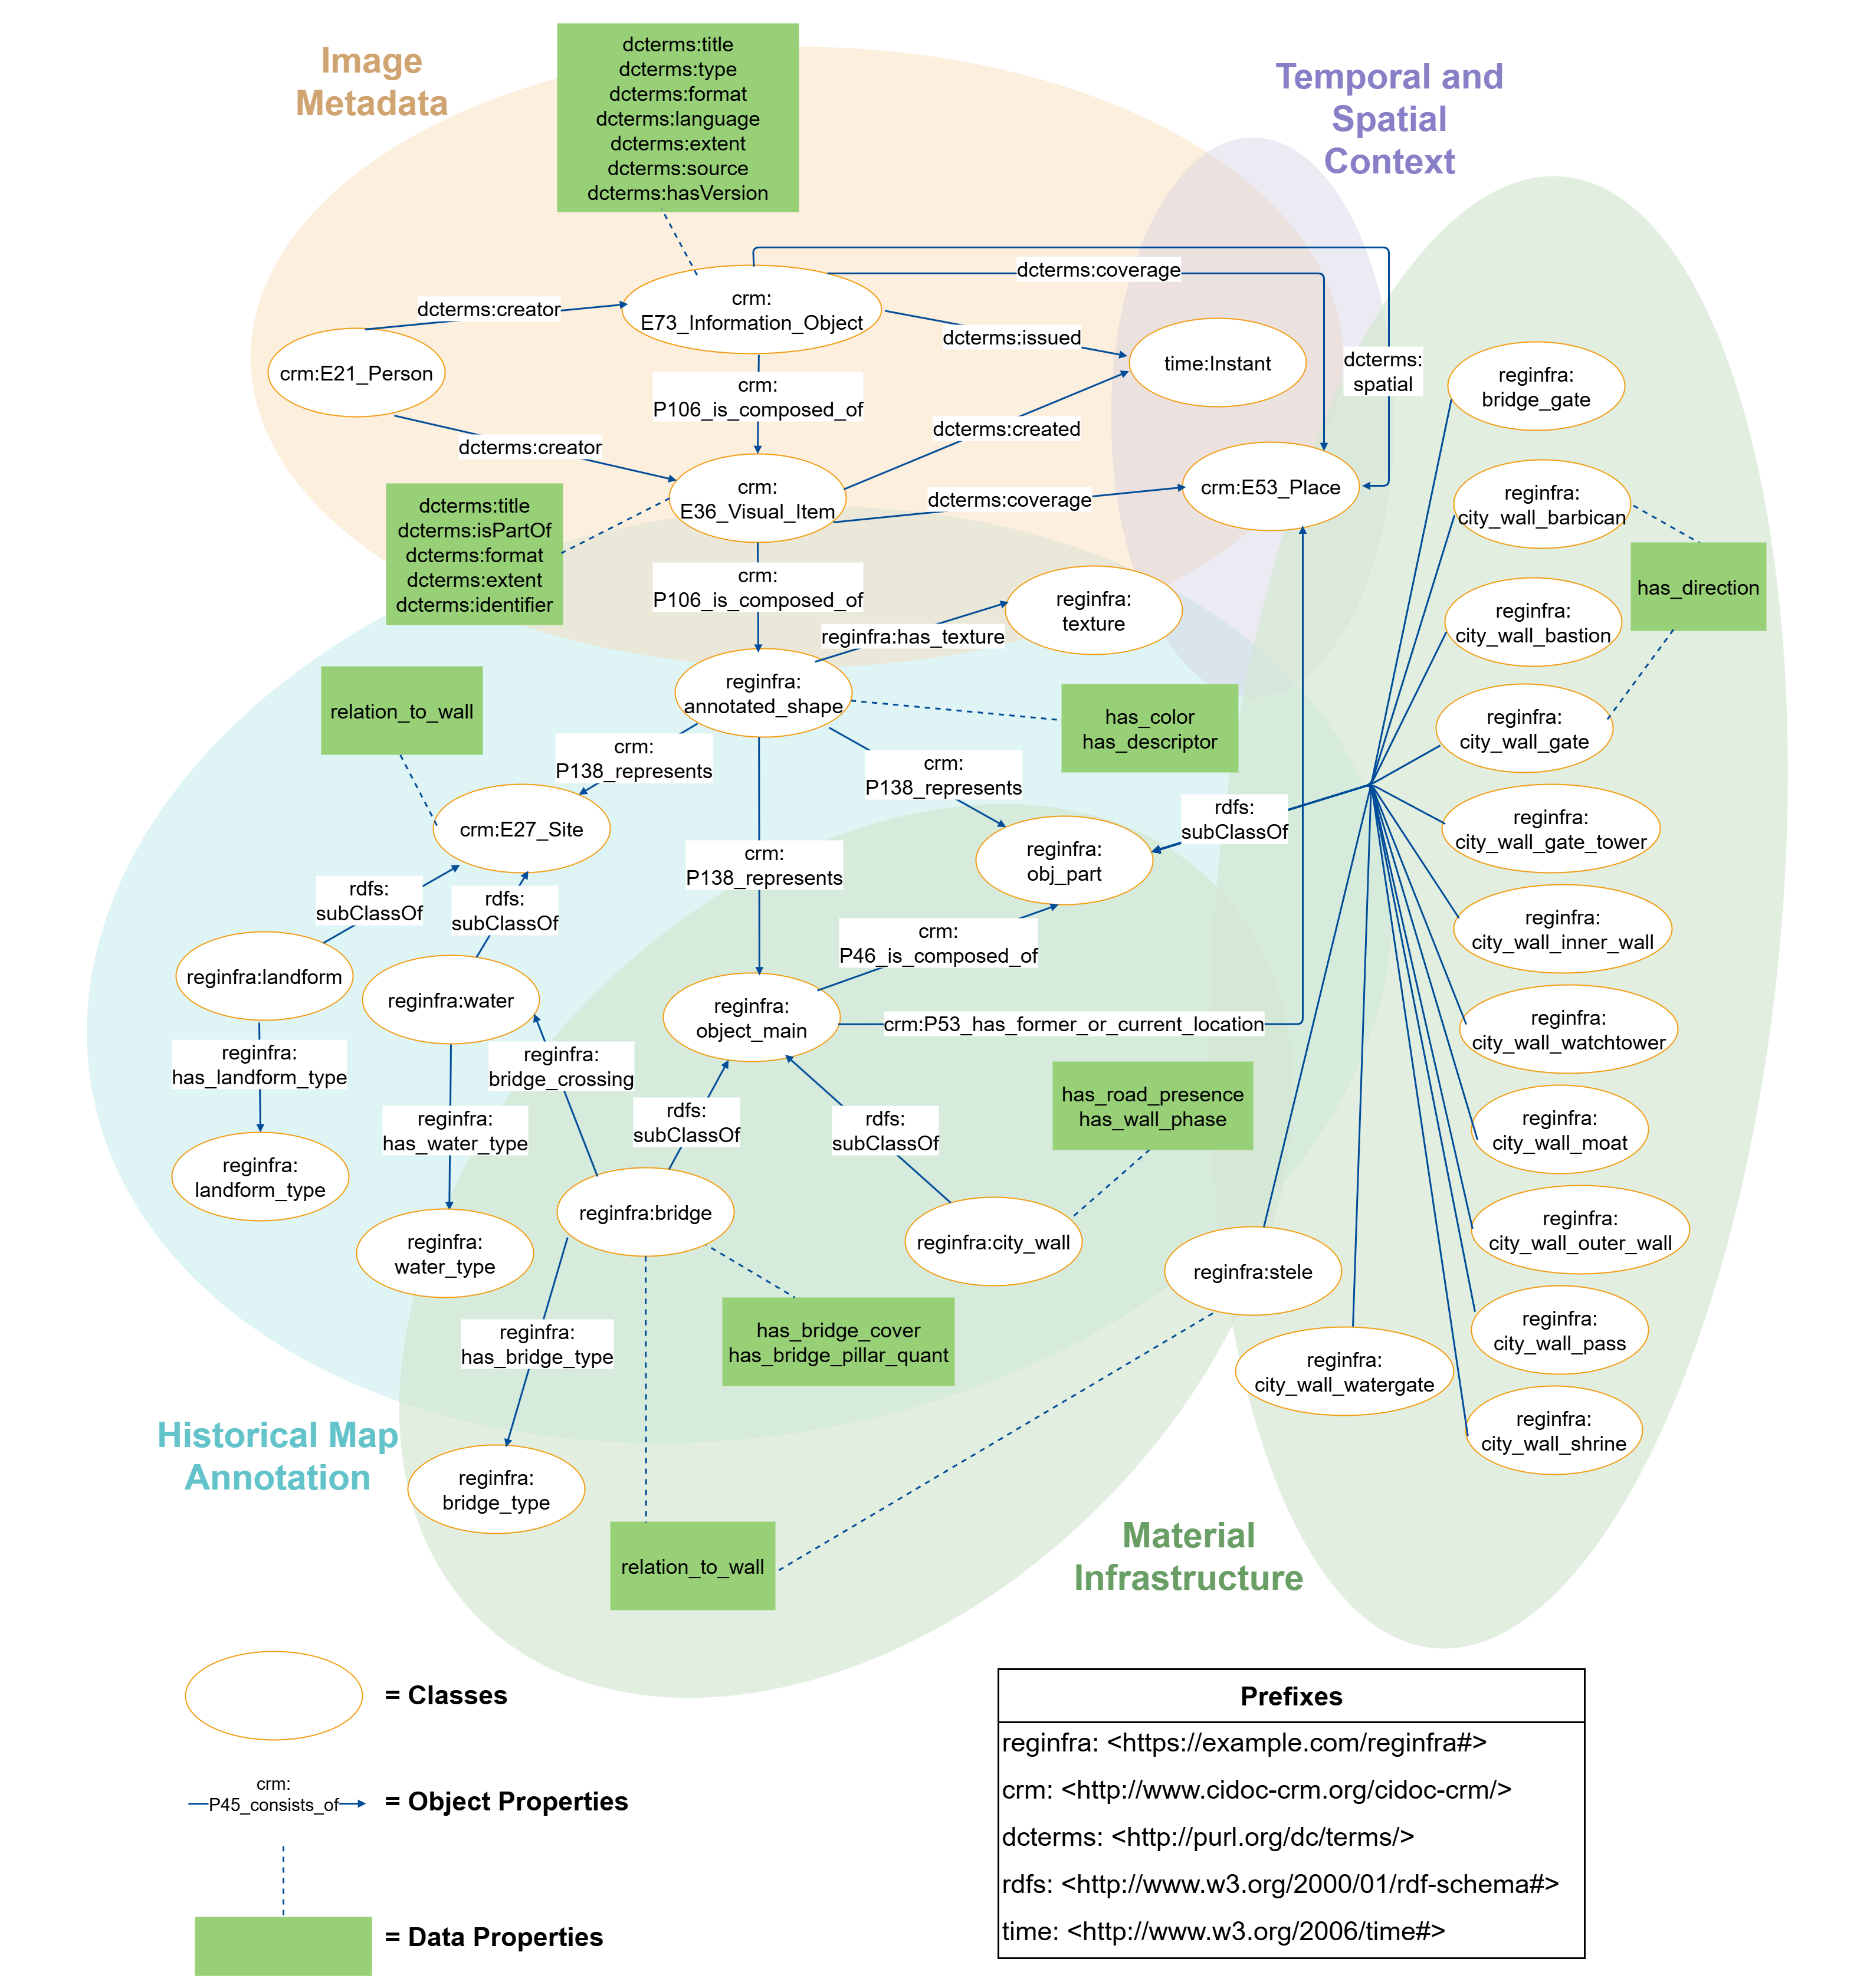 Image
Metadata
dcterms:title
dcterms:type
dcterms:format
dcterms:language
dcterms:extent
dcterms:source
dcterms:hasVersion
Temporal and
Spatial
Context
dcterms:creator
crm:
E73_Information_Object
dcterms:coverage
dcterms:issued
crm:E21_Person
time:Instant
dcterms:
spatial
crm:
P106_is_composed_of
dcterms:creator
dcterms:created
crm:
E36_Visual_Item
dcterms:coverage
crm:E53_Place
dcterms:title
dcterms:isPartOf
dcterms:format
dcterms:extent
dcterms:identifier
crm:
P106_is_composed_of
reginfra:has_texture
reginfra:
texture
reginfra:
bridge_gate
reginfra:
city_wall_barbican
has_direction
reginfra:
city_wall_bastion
reginfra:
city_wall_gate
reginfra:
city_wall_gate_tower
reginfra:
city_wall_inner_wall
reginfra:
city_wall_watchtower
reginfra:
city_wall_moat
reginfra:
city_wall_outer_wall
reginfra:
city_wall_pass
reginfra:
city_wall_shrine
relation_to_wall
reginfra:
annotated_shape
has_color
has_descriptor
crm:
P138_represents
crm:
P138_represents
crm:
P138_represents
rdfs:
subClassOf
crm:E27_Site
reginfra:
obj_part
rdfs:
subClassOf
rdfs:
subClassOf
crm:
P46_is_composed_of
reginfra:landform
reginfra:water
reginfra:
object_main
crm:P53_has_former_or_current_location
reginfra:
has_landform_type
reginfra:
bridge_crossing
reginfra:
has_water_type
rdfs:
subClassOf
rdfs:
subClassOf
has_road_presence
has_wall_phase
reginfra:
landform_type
reginfra:
water_type
reginfra:bridge
reginfra:city_wall
reginfra:stele
reginfra:
has_bridge_type
has_bridge_cover
has_bridge_pillar_quant
reginfra:
city_wall_watergate
Historical Map
Annotation
reginfra:
bridge_type
relation_to_wall
Material
Infrastructure
= Classes
crm:
P45_consists_of
= Object Properties
= Data Properties
Prefixes
reginfra: <https://example.com/reginfra#>
crm: <http://www.cidoc-crm.org/cidoc-crm/>
dcterms: <http://purl.org/dc/terms/>
rdfs: <http://www.w3.org/2000/01/rdf-schema#>
time: <http://www.w3.org/2006/time#>